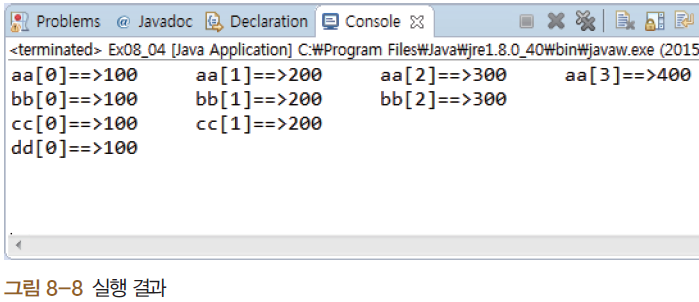 Problems @ Javadoc Declaration Console
<terminated> Ex08_04 [Java Application] C:₩Program Files₩Java₩jre1.8.0_40₩bin₩javaw.exe (2015
aa[0]==>100 aa[1]==>200 aa[2]==>300 aa[3]==>400
bb[0]==>100 bb[1]==>200 bb[2]==>300
cc[0]==>100 cc[1]==>200
dd[0]==>100
그림 8-8 실행 결과